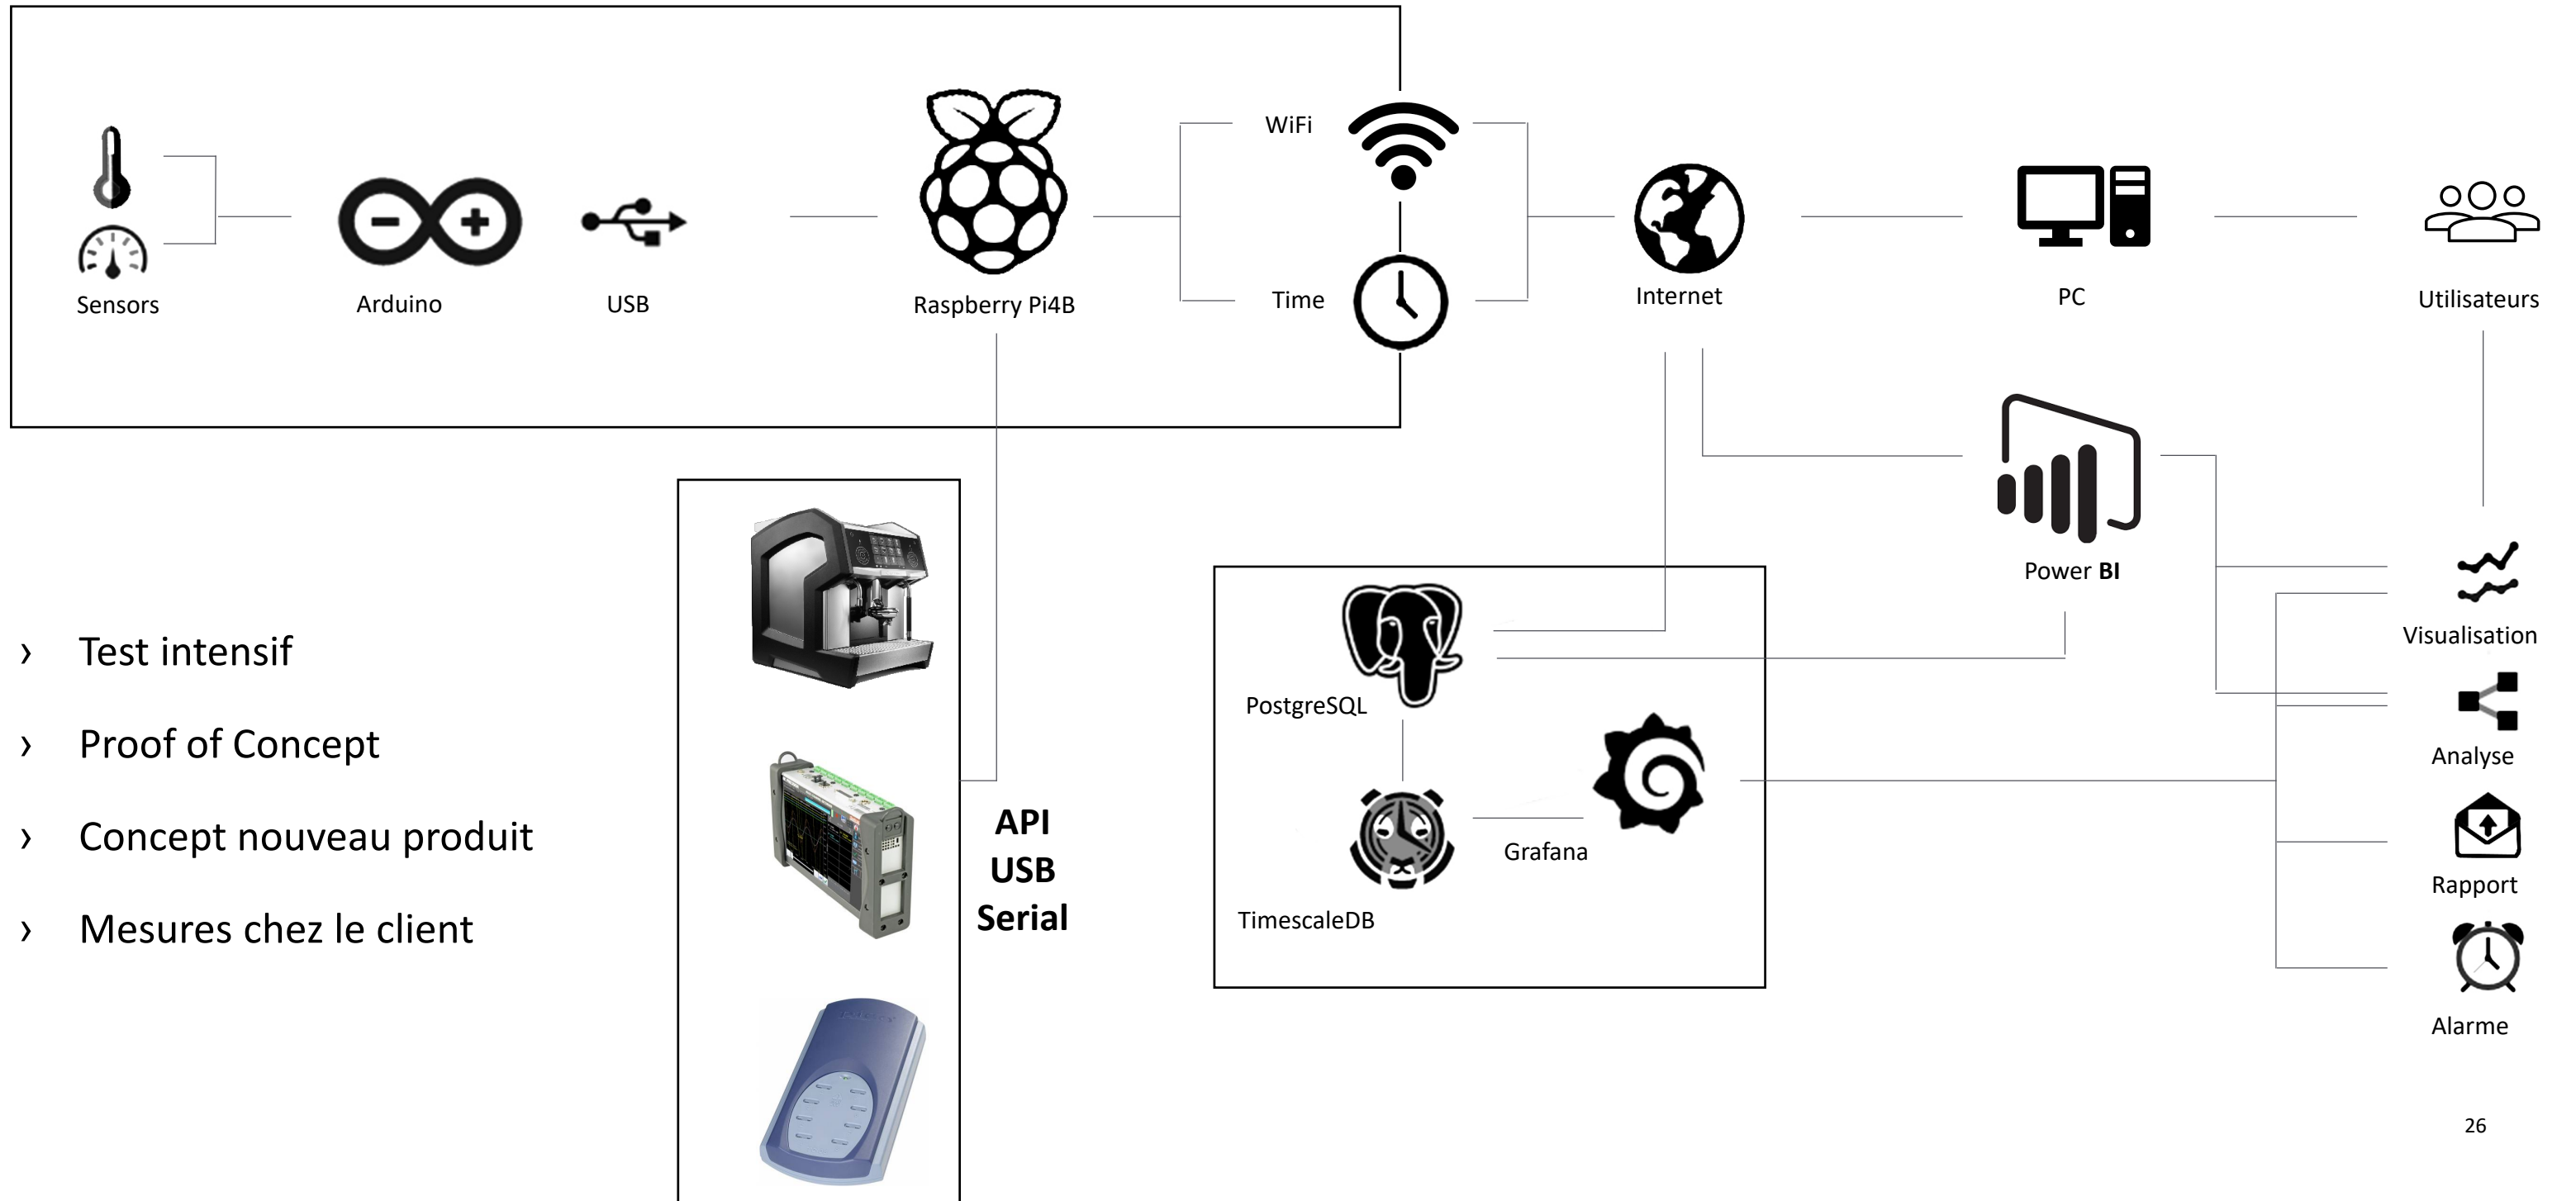 WiFi
Time
Sensors
Arduino
USB
Raspberry Pi4B
Internet
PC
Utilisateurs
Power BI
Visualisation
› Test intensif
› Proof of Concept
› Concept nouveau produit
› Mesures chez le client
API
USB
Serial
PostgreSQL
Grafana
TimescaleDB
Analyse
Rapport
Alarme
26